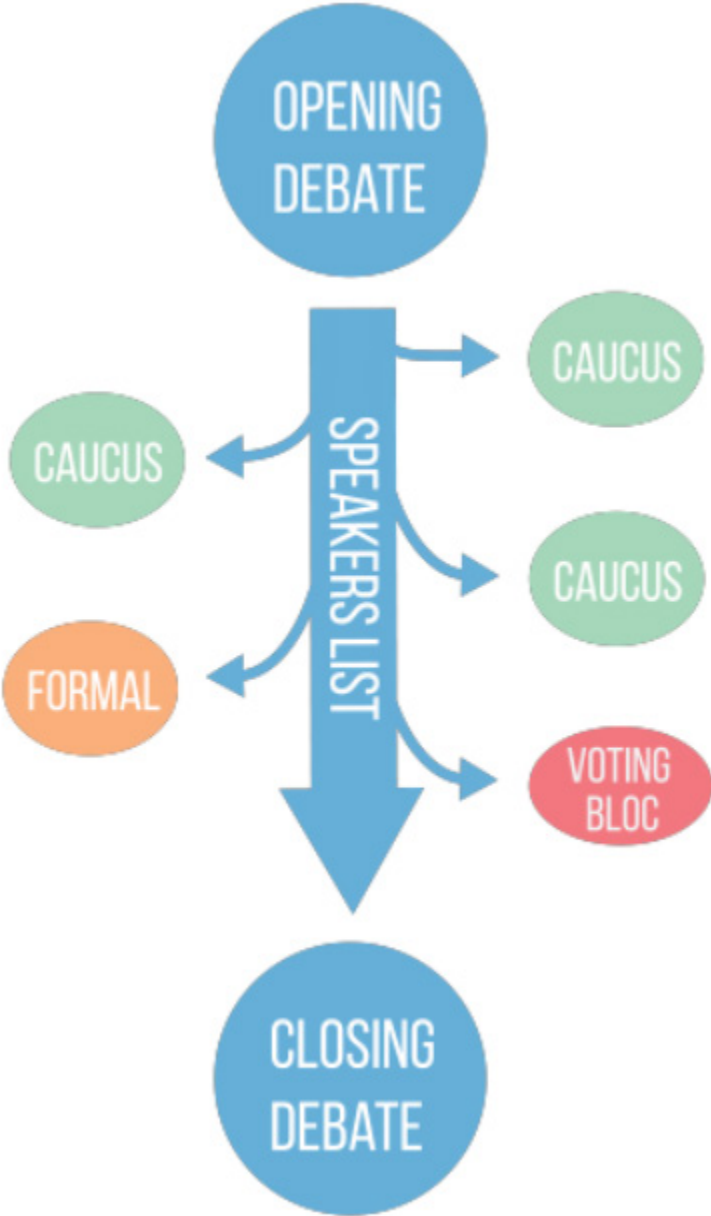 OPENING
DEBATE
CAUCUS
CAUCUS
SPEAKERS LIST
CAUCUS
FORMAL
VOTING
BLOC
CLOSING
DEBATE